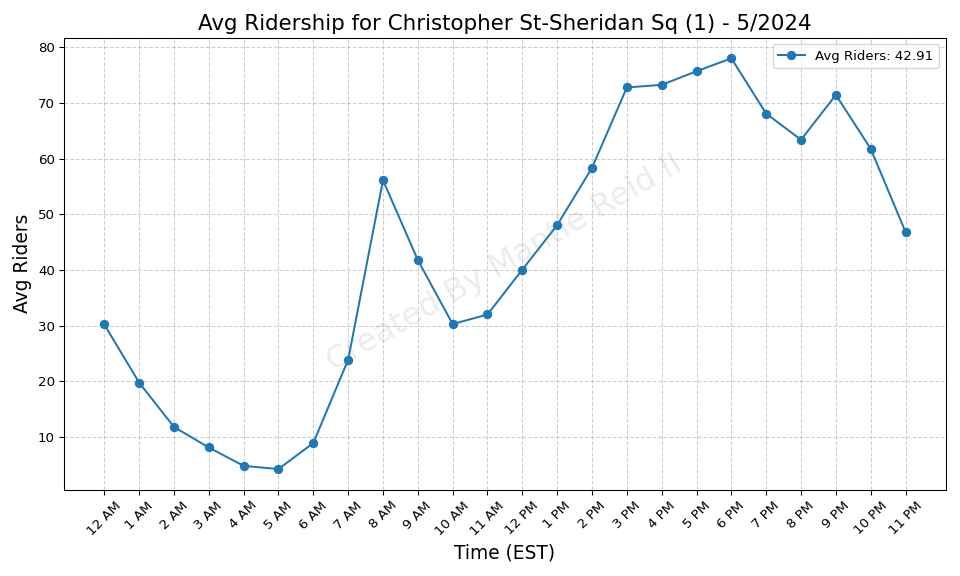 Avg Ridership for Christopher St-Sheridan Sq (1) - 5/2024
Avg Riders: 42.91
80
70
60
50
40
30
20
10
Avg Riders
Created By Mantie Reid II
12 AM
1 AM
2 AM
3 AM
4 AM
5 AM
6 AM
7 AM
8 AM
9 AM
10 AM
11 AM
12 PM
1 PM
2 PM
3 PM
4 PM
5 PM
6 PM
7 PM
8 PM
9 PM
10 PM
11 PM
Time (EST)